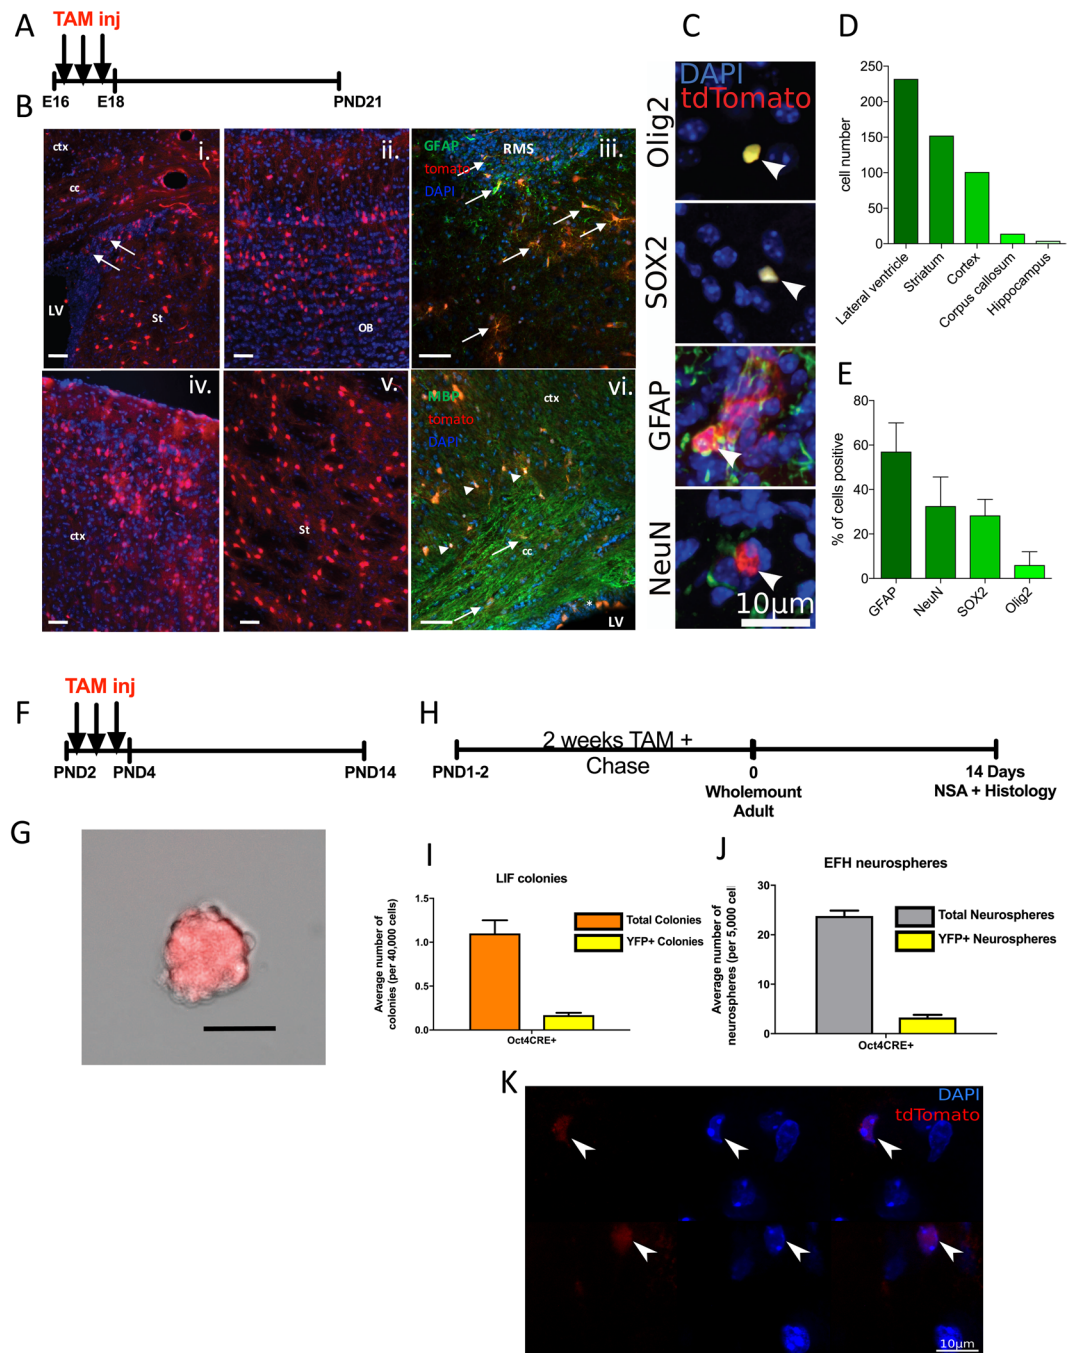 A
TAM inj
E16
E18
PND21
B
i.
ctx
cc
LV
St
ii.
OB
iii.
GFAP
tomato
DAPI
RMS
iv.
ctx
v.
St
vi.
MBP
tomato
DAPI
ctx
cc
*
LV
C
DAPI
tdTomato
Olig2
SOX2
GFAP
NeuN
10μm
D
cell number
250
200
150
100
50
0
Lateral ventricle
Striatum
Cortex
Corpus callosum
Hippocampus
E
% of cells positive
80
60
40
20
0
GFAP
NeuN
SOX2
Olig2
F
TAM inj
PND2
PND4
PND14
G
H
2 weeks TAM +
Chase
PND1-2
0
Wholemount
Adult
14 Days
NSA + Histology
I
LIF colonies
Average number of
colonies (per 40,000 cells)
1.5
1.0
0.5
0.0
Oct4CRE+
Total Colonies
YFP+ Colonies
J
EFH neurospheres
Average number of
neurospheres (per 5,000 cel
30
20
10
0
Oct4CRE+
Total Neurospheres
YFP+ Neurospheres
K
DAPI
tdTomato
10μm